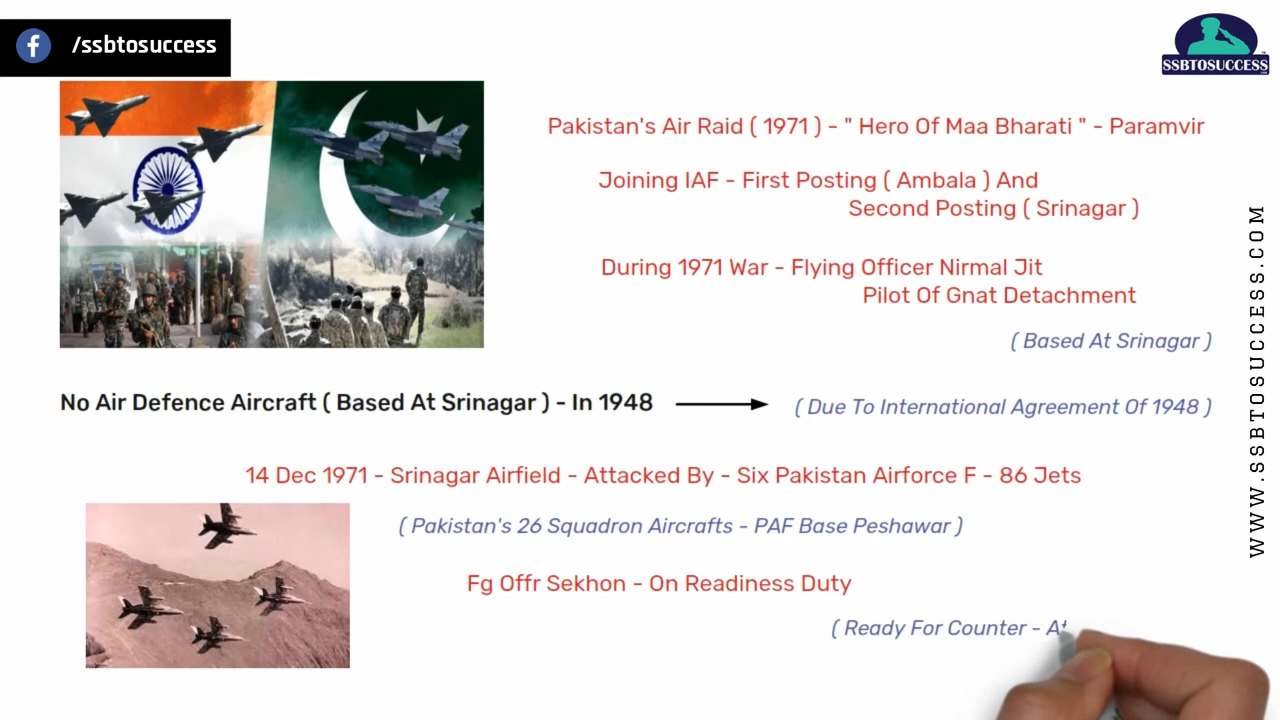 /ssbtosuccess
SSBTOSUCCESS
Pakistan's Air Raid ( 1971 ) - " Hero Of Maa Bharati " - Paramvir
Joining IAF - First Posting ( Ambala ) And
Second Posting ( Srinagar )
During 1971 War - Flying Officer Nirmal Jit
Pilot Of Gnat Detachment
( Based At Srinagar )
No Air Defence Aircraft ( Based At Srinagar ) - In 1948
( Due To International Agreement Of 1948 )
14 Dec 1971 - Srinagar Airfield - Attacked By - Six Pakistan Airforce F - 86 Jets
( Pakistan's 26 Squadron Aircrafts - PAF Base Peshawar )
Fg Offr Sekhon - On Readiness Duty
( Ready For Counter - At
WWW.SSBTOSUCCESS.COM